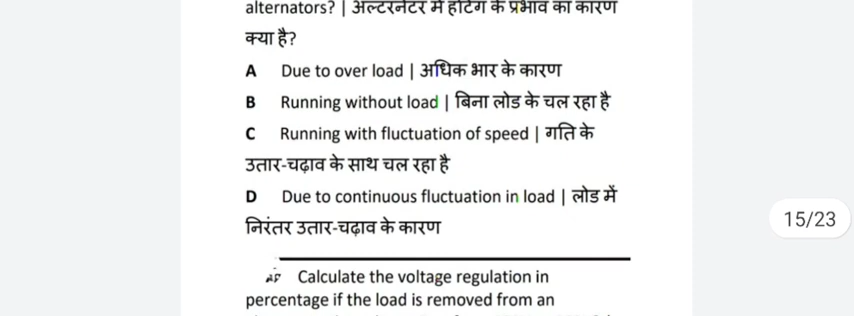 alternators? | अल्टरनेटर में हंटिंग के प्रभाव का कारण
क्या है?
A Due to over load | अधिक भार के कारण
B Running without load | बिना लोड के चल रहा है
C Running with fluctuation of speed | गति के
उतार-चढ़ाव के साथ चल रहा है
D Due to continuous fluctuation in load | लोड में
निरंतर उतार-चढ़ाव के कारण
15/23
Calculate the voltage regulation in
percentage if the load is removed from an